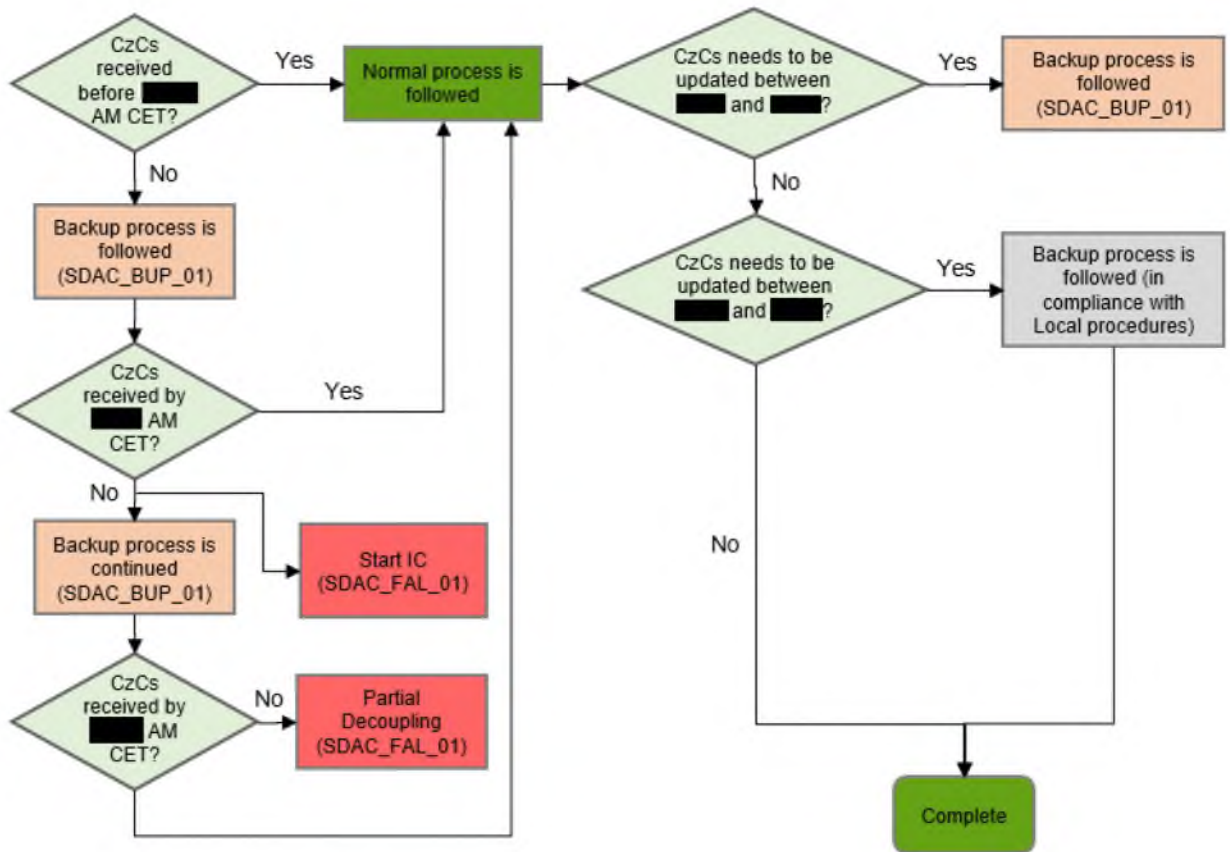 CzCs
received
before
AM CET?
Yes
Normal process is
followed
CzCs needs to be
updated between
and ?
Yes
Backup process is
followed
(SDAC_BUP_01)
No
No
Backup process is
followed
(SDAC_BUP_01)
CzCs needs to be
updated between
and ?
Yes
Backup process is
followed (in
compliance with
Local procedures)
CzCs
received by
AM
CET?
Yes
No
Backup process is
continued
(SDAC_BUP_01)
Start IC
(SDAC_FAL_01)
No
CzCs
received by
AM
CET?
No
Partial
Decoupling
(SDAC_FAL_01)
Complete